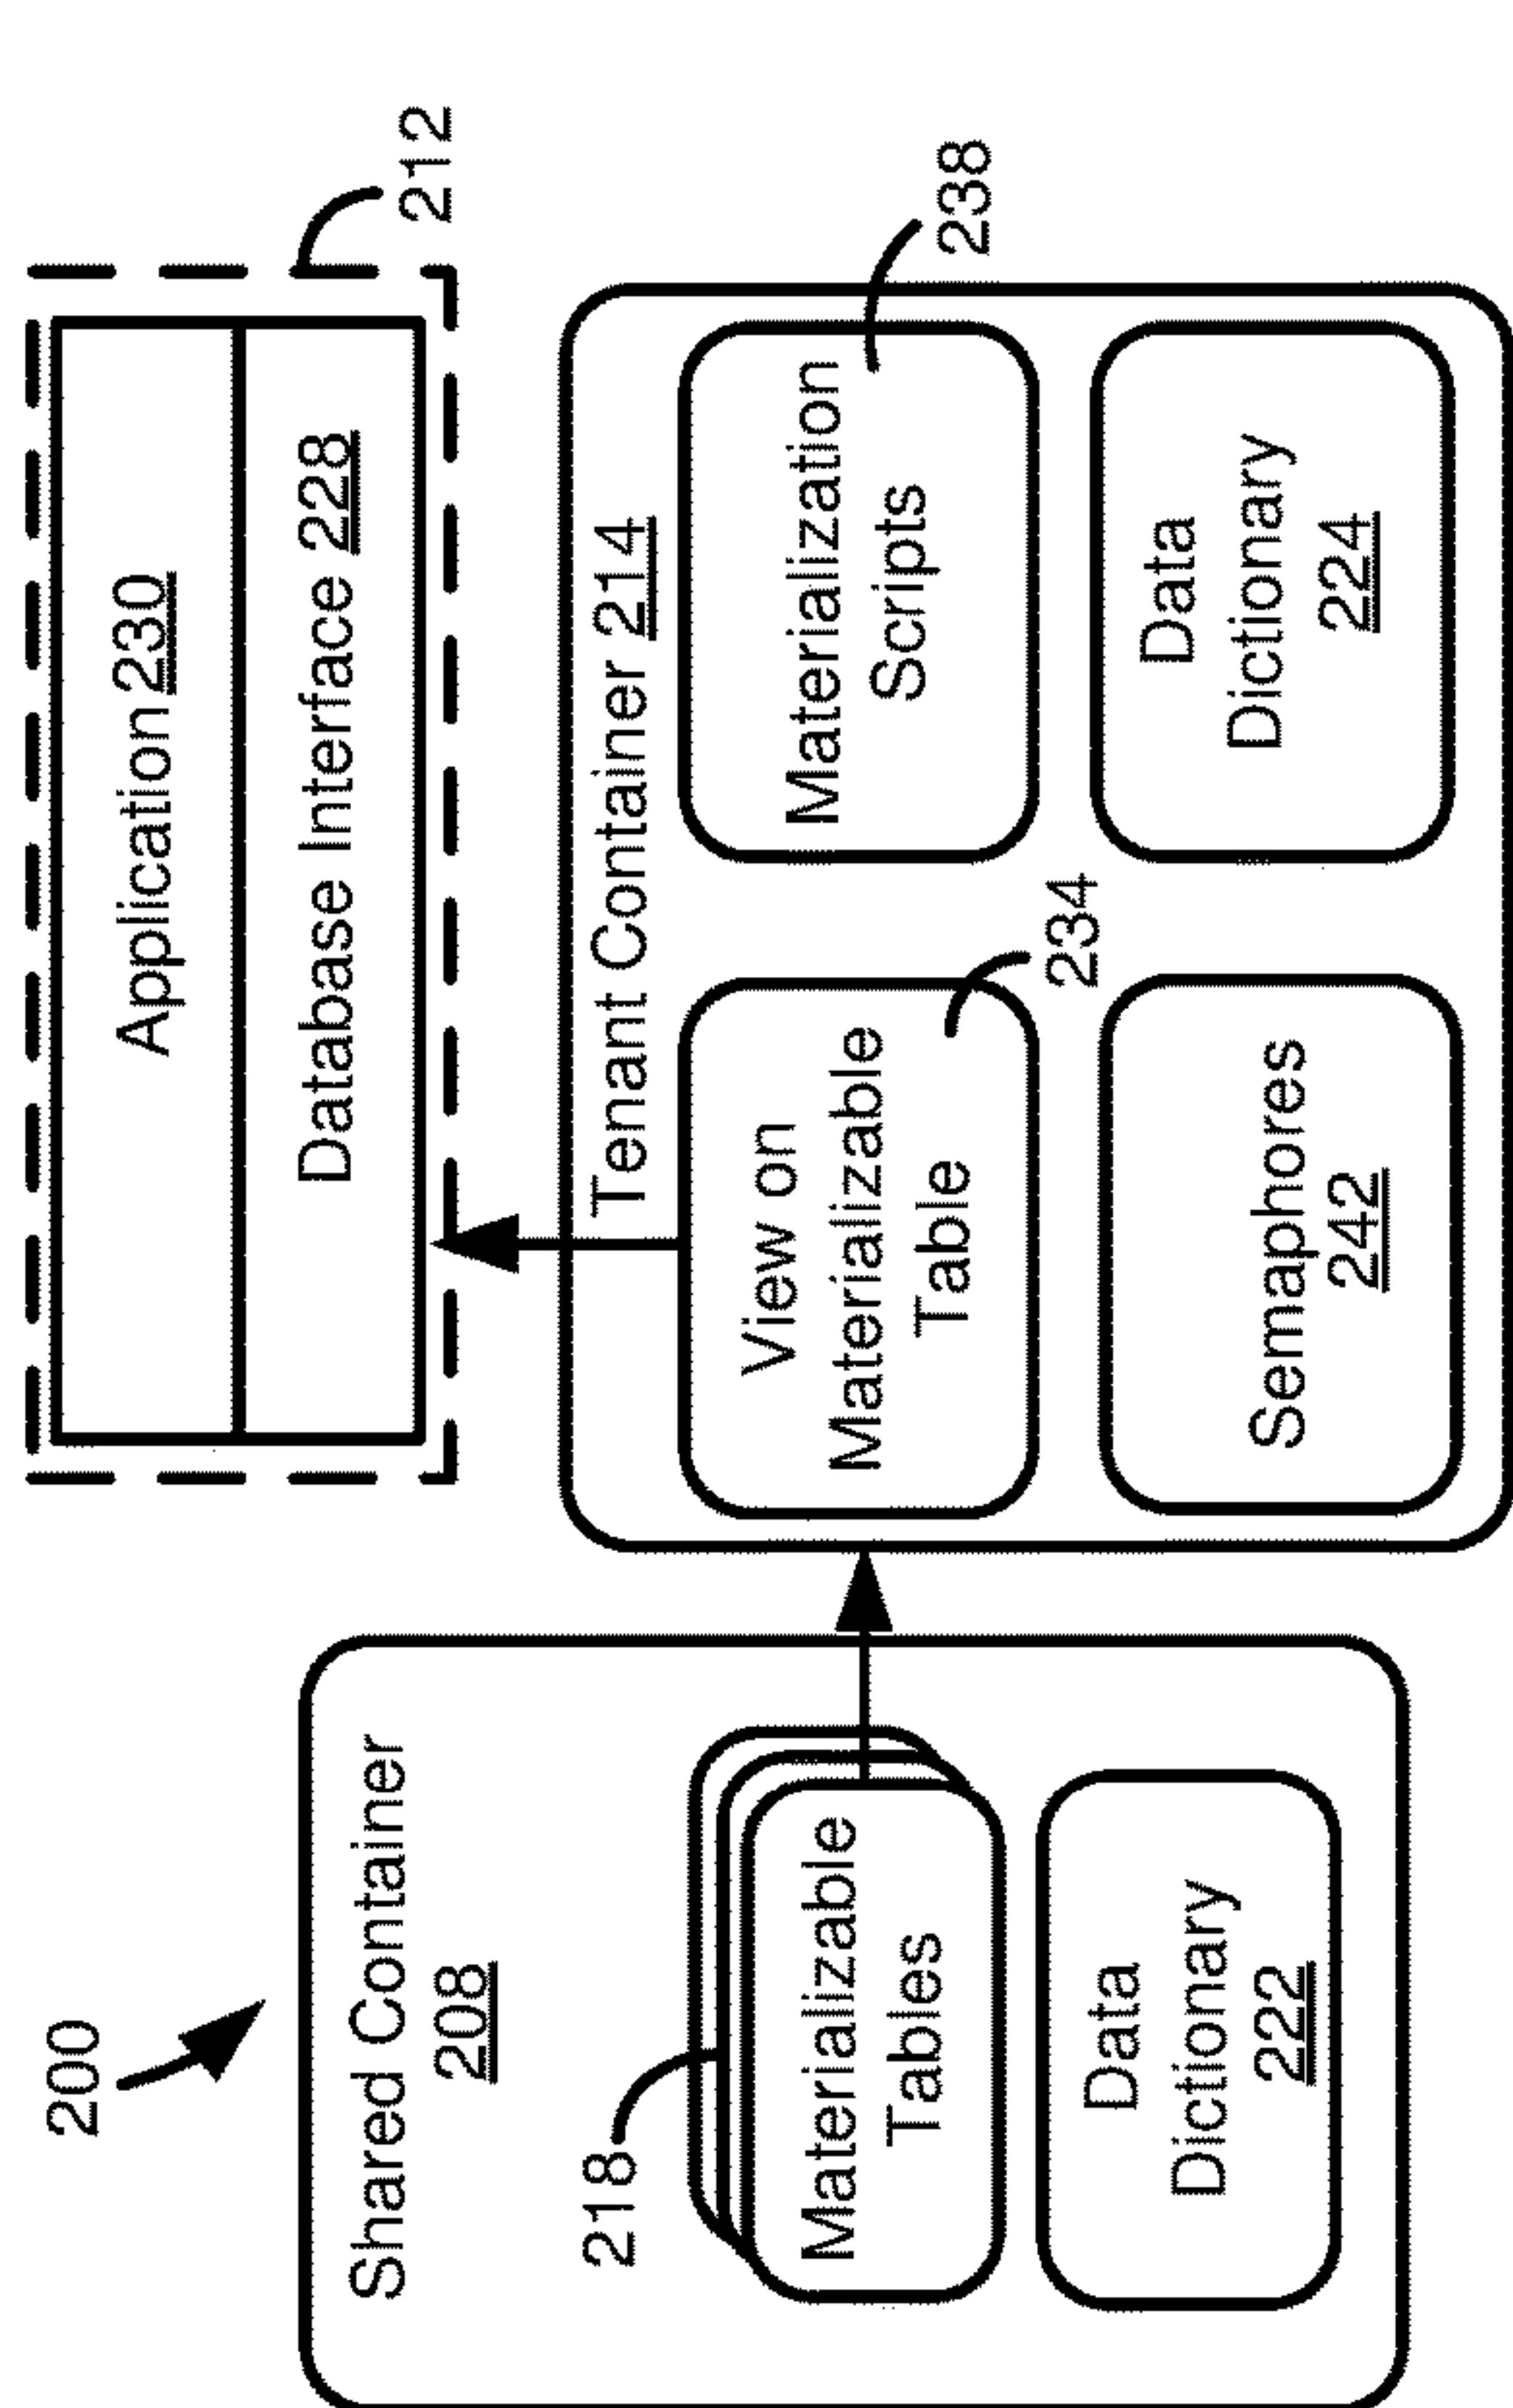 200
Shared Container
208
218
Materializable
Tables
Data
Dictionary
222
Application 230
Database Interface 228
212
Tenant Container 214
View on
Materializable
Table
234
Materialization
Scripts
238
Semaphores
242
Data
Dictionary
224